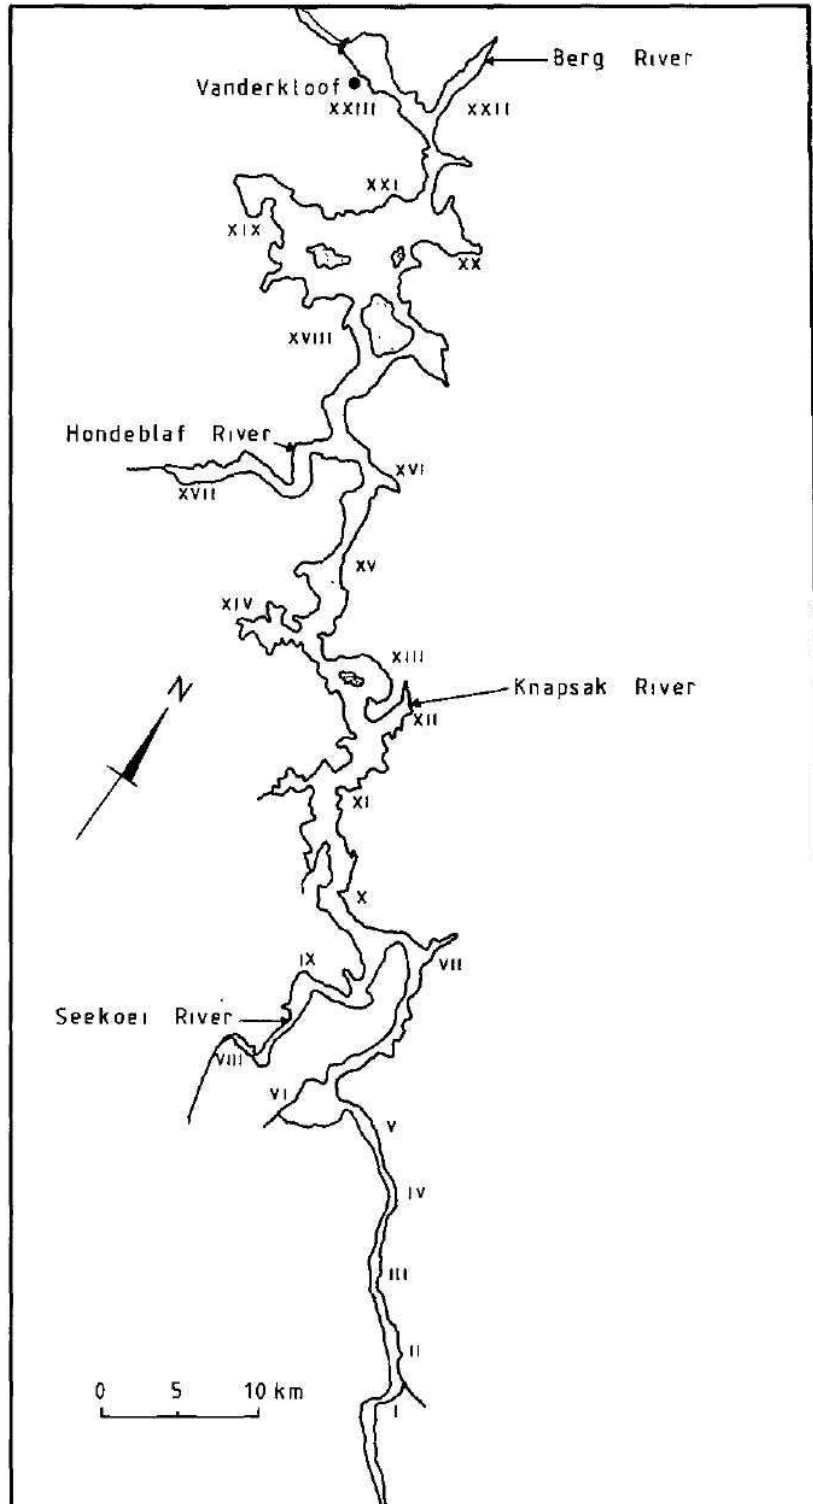 Berg River
Vanderkloof
XXIII
XXII
XXI
XIX
XX
XVIII
Hondeblaf River
XVI
XVII
XV
XIV
XIII
N
Knapsak River
XII
XI
X
IX
VII
Seekoei River
VIII
VI
V
IV
III
II
0 5 10 km
I